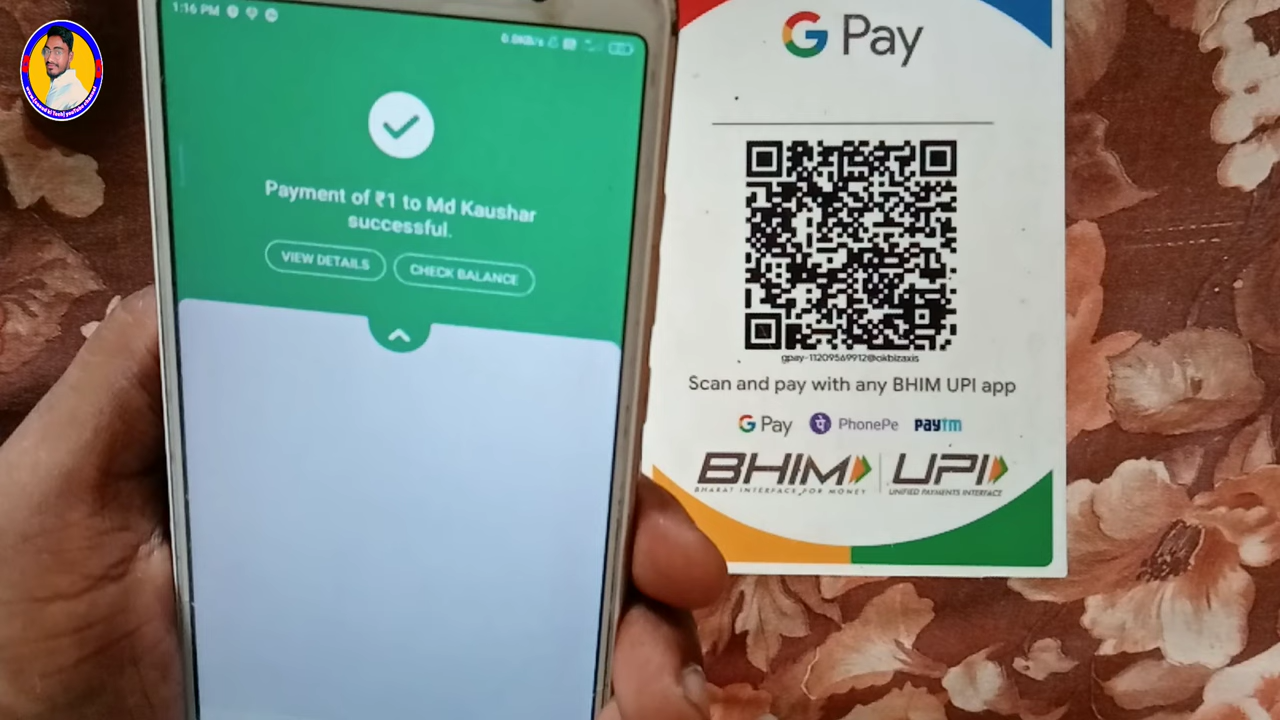 1:16 PM
Payment of ₹1 to Md Kaushar
successful.
VIEW DETAILS
CHECK BALANCE
G Pay
gpay-11209569912@okbizaxis
Scan and pay with any BHIM UPI app
G Pay
PhonePe
paytm
BHIM
BHARAT INTERFACE FOR MONEY
UPI
UNIFIED PAYMENTS INTERFACE